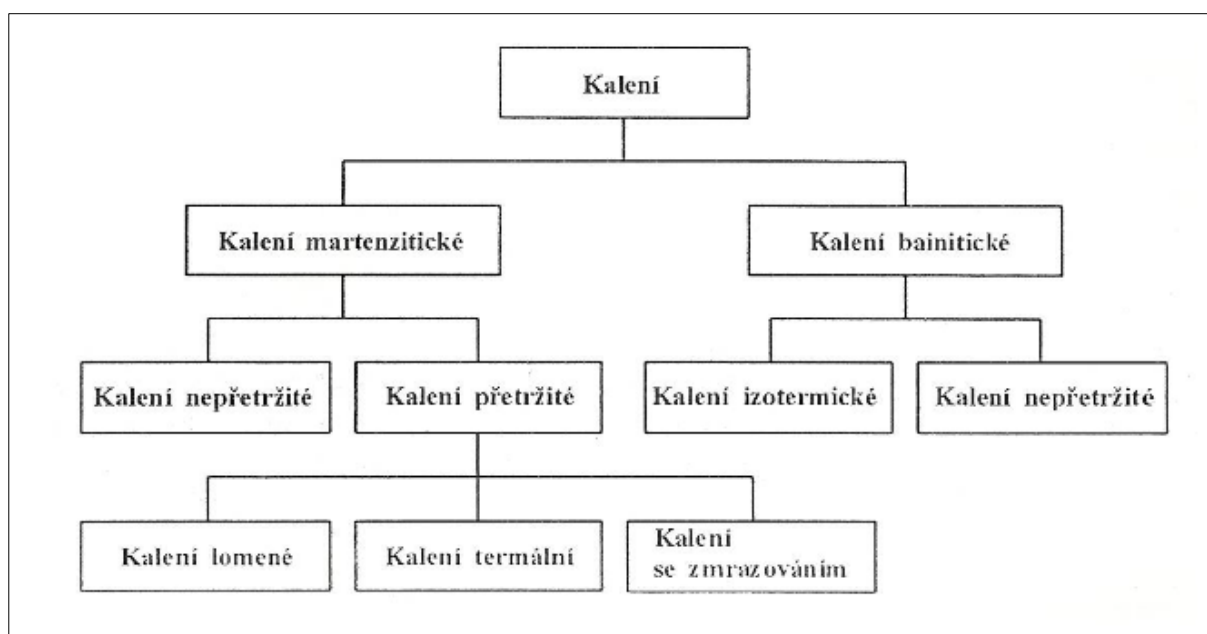 Kalení
Kalení martenzitické
Kalení bainitické
Kalení nepřetržité
Kalení přetržité
Kalení izotermické
Kalení nepřetržité
Kalení lomené
Kalení termální
Kalení
se zmrazováním